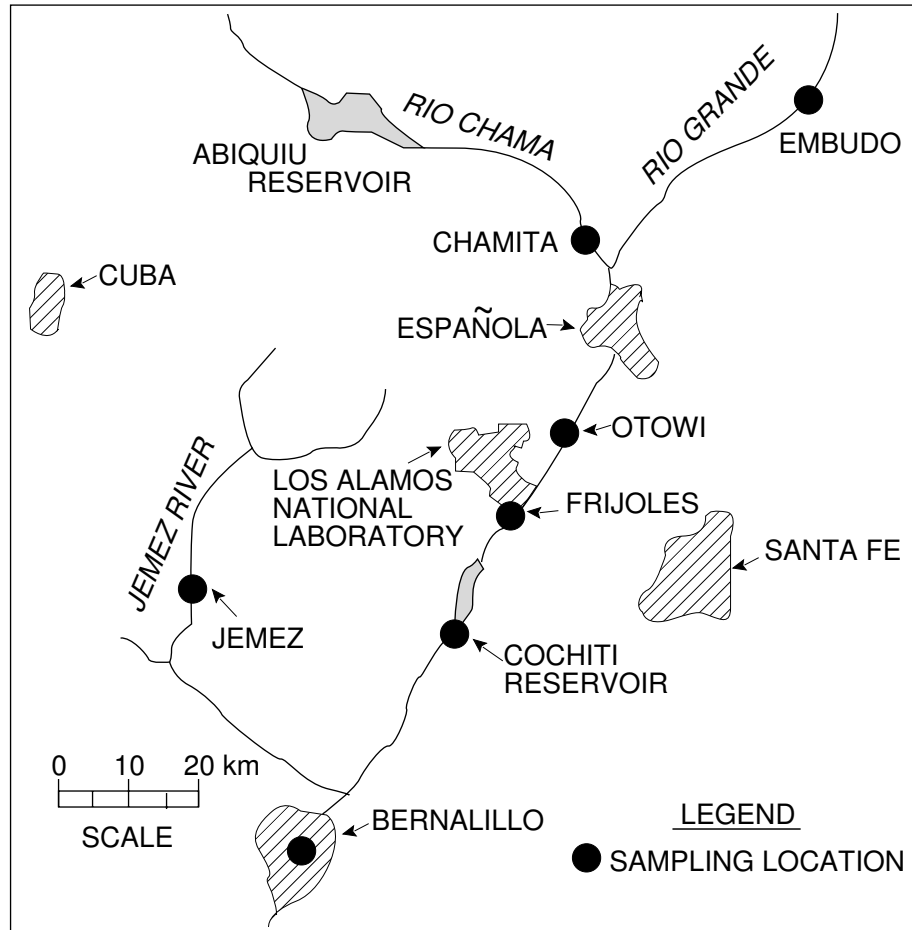 RIO CHAMA
RIO GRANDE
EMBUDO
ABIQUIU
RESERVOIR
CHAMITA
CUBA
ESPAÑOLA
OTOWI
LOS ALAMOS
NATIONAL
LABORATORY
FRIJOLES
SANTA FE
JEMEZ RIVER
JEMEZ
COCHITI
RESERVOIR
0 10 20 km
SCALE
BERNALILLO
LEGEND
SAMPLING LOCATION